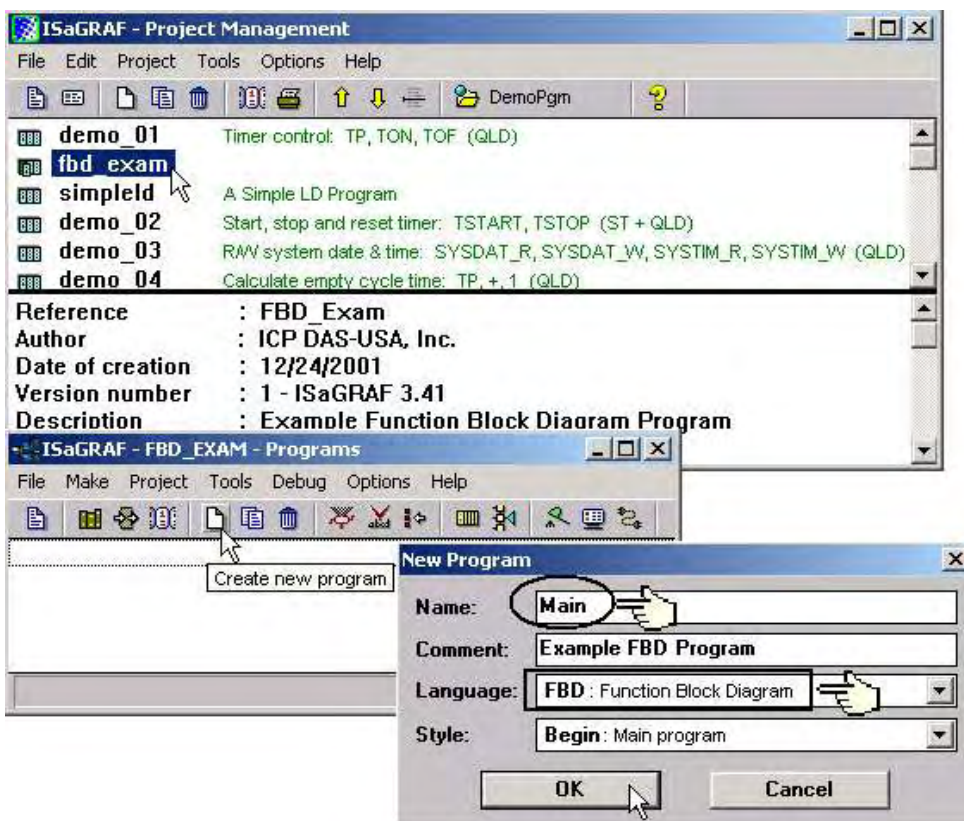 ISaGRAF - Project Management
File Edit Project Tools Options Help
DemoPgm
demo_01 Timer control: TP, TON, TOF (QLD)
fbd_exam
simpleld A Simple LD Program
demo_02 Start, stop and reset timer: TSTART, TSTOP (ST + QLD)
demo_03 R/W system date & time: SYSDAT_R, SYSDAT_W, SYSTIM_R, SYSTIM_W (QLD)
demo_04 Calculate empty cycle time: TP, +, 1 (QLD)
Reference : FBD_Exam
Author : ICP DAS-USA, Inc.
Date of creation : 12/24/2001
Version number : 1 - ISaGRAF 3.41
Description : Example Function Block Diagram Program
ISaGRAF - FBD_EXAM - Programs
File Make Project Tools Debug Options Help
Create new program
New Program
Name: Main
Comment: Example FBD Program
Language: FBD : Function Block Diagram
Style: Begin : Main program
OK Cancel